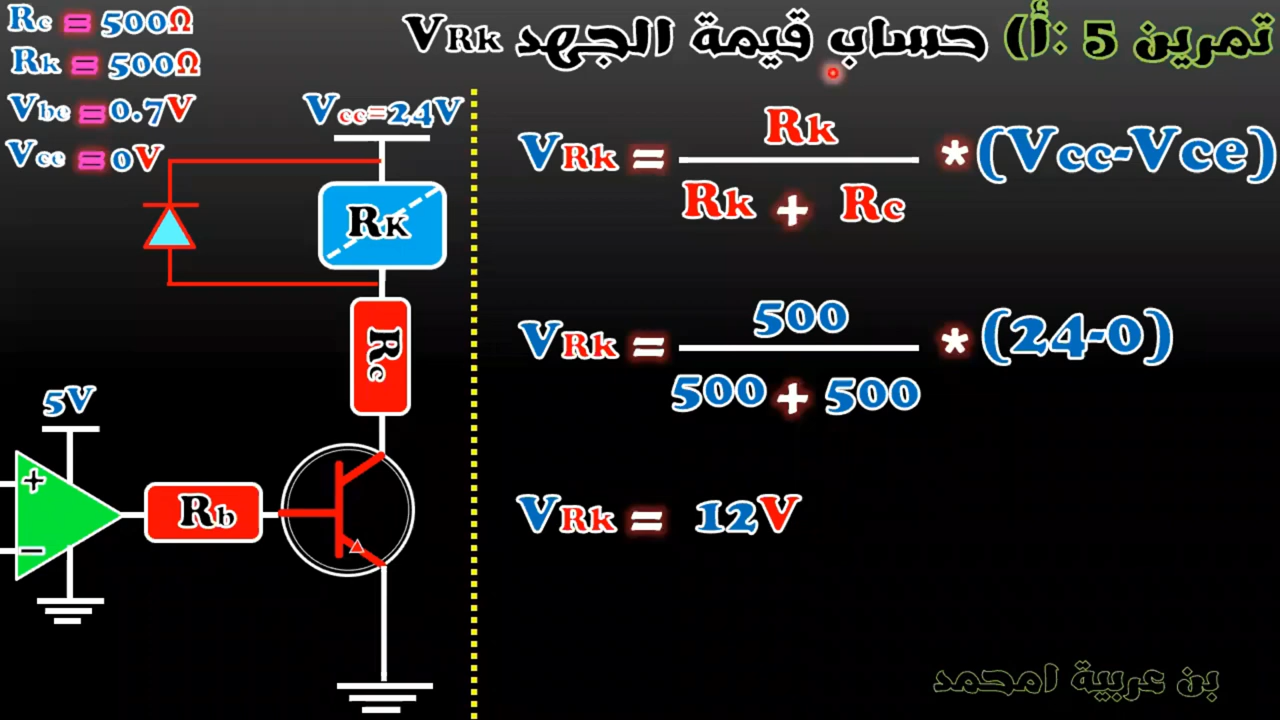 تمرين 5 :أ) حساب قيمة الجهد VRk
Rc = 500Ω
Rk = 500Ω
Vbe =0.7V
Vce =0V
Vcc=24V
RK
Rc
5V
+
−
Rb
VRk = Rk / Rk + Rc *(Vcc-Vce)
VRk = 500 / 500 + 500 *(24-0)
VRk = 12V
بن عربية امحمد